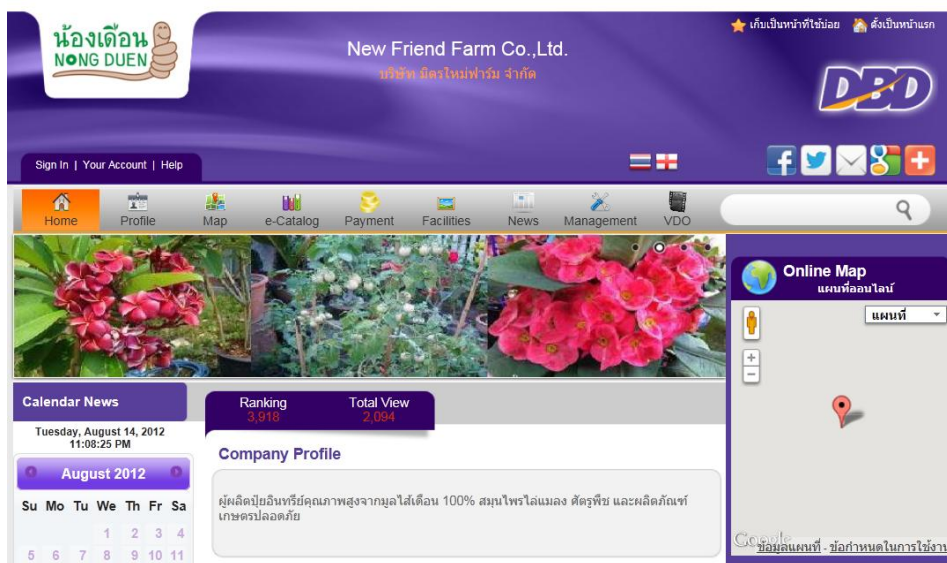 เก็บเป็นหน้าที่ใช้บ่อย ตั้งเป็นหน้าแรก
น้องเดือน
NONG DUEN
New Friend Farm Co.,Ltd.
บริษัท มิตรใหม่ฟาร์ม จำกัด
DBD
Sign In | Your Account | Help
Home Profile Map e-Catalog Payment Facilities News Management VDO
Online Map
แผนที่ออนไลน์
แผนที่
Calendar News
Tuesday, August 14, 2012
11:08:25 PM
August 2012
Su Mo Tu We Th Fr Sa
1 2 3 4
5 6 7 8 9 10 11
Ranking Total View
3,918 2,094
Company Profile
ผู้ผลิตปุ๋ยอินทรีย์คุณภาพสูงจากมูลไส้เดือน 100% สมุนไพรไล่แมลง ศัตรูพืช และผลิตภัณฑ์
เกษตรปลอดภัย
Google
ข้อมูลแผนที่ - ข้อกำหนดในการใช้งาน